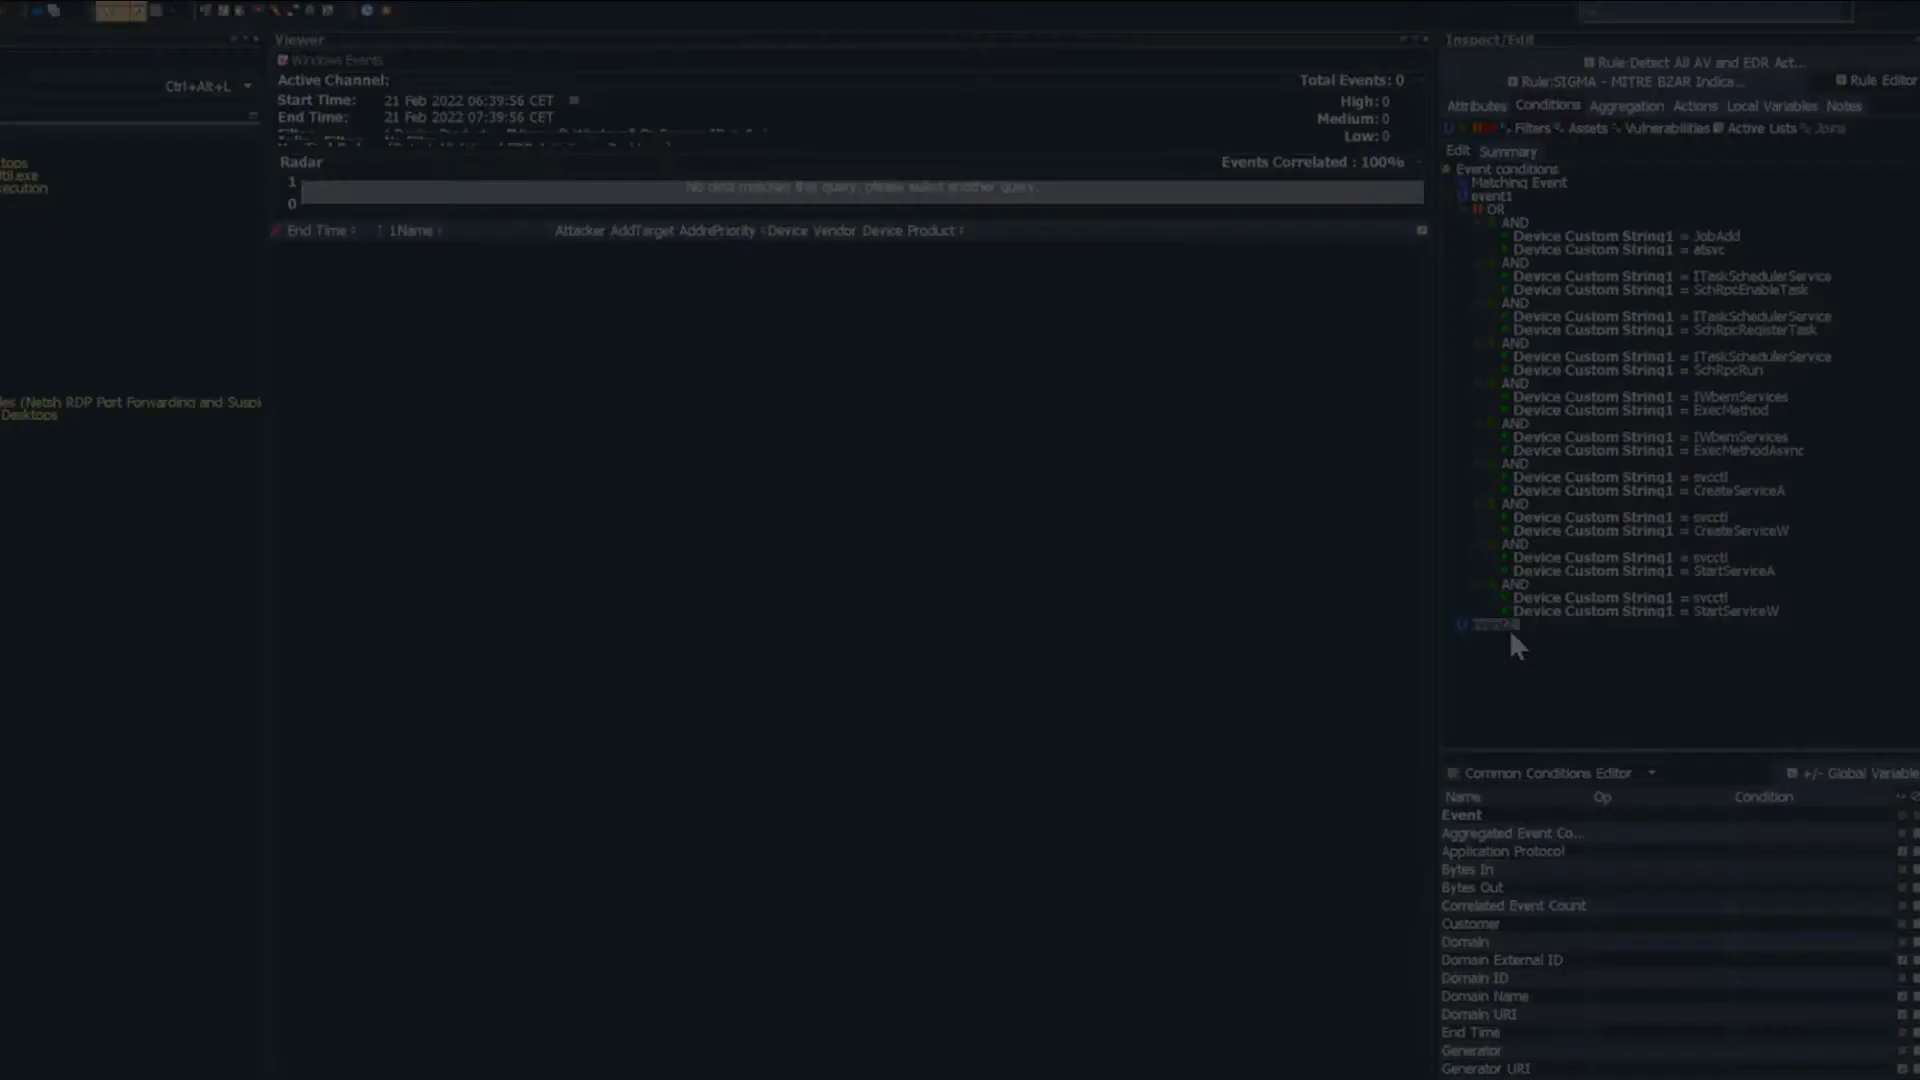 Ctrl+Alt+L
tops
til.exe
xecution
les (Netsh RDP Port Forwarding and Suspi
Desktops
Viewer
Windows Events
Active Channel:
Total Events: 0
Start Time: 21 Feb 2022 06:39:56 CET
High: 0
End Time: 21 Feb 2022 07:39:56 CET
Medium: 0
Low: 0
Radar
Events Correlated : 100%
1
No data matches this query, please select another query.
0
End Time
1Name
Attacker AddTarget AddrePriority Device Vendor Device Product
Inspect/Edit
Rule:Detect All AV and EDR Act...
Rule:SIGMA - MITRE BZAR Indica...
Rule Editor
Attributes Conditions Aggregation Actions Local Variables Notes
Filters Assets Vulnerabilities Active Lists Joins
Edit Summary
Event conditions
Matching Event
event1
OR
AND
Device Custom String1 = JobAdd
Device Custom String1 = atsvc
AND
Device Custom String1 = ITaskSchedulerService
Device Custom String1 = SchRpcEnableTask
AND
Device Custom String1 = ITaskSchedulerService
Device Custom String1 = SchRpcRegisterTask
AND
Device Custom String1 = ITaskSchedulerService
Device Custom String1 = SchRpcRun
AND
Device Custom String1 = IWbemServices
Device Custom String1 = ExecMethod
AND
Device Custom String1 = IWbemServices
Device Custom String1 = ExecMethodAsync
AND
Device Custom String1 = svcctl
Device Custom String1 = CreateServiceA
AND
Device Custom String1 = svcctl
Device Custom String1 = CreateServiceW
AND
Device Custom String1 = svcctl
Device Custom String1 = StartServiceA
AND
Device Custom String1 = svcctl
Device Custom String1 = StartServiceW
Common Conditions Editor
+/- Global Variable
Name Op Condition
Event
Aggregated Event Co...
Application Protocol
Bytes In
Bytes Out
Correlated Event Count
Customer
Domain
Domain External ID
Domain ID
Domain Name
Domain URI
End Time
Generator
Generator URI